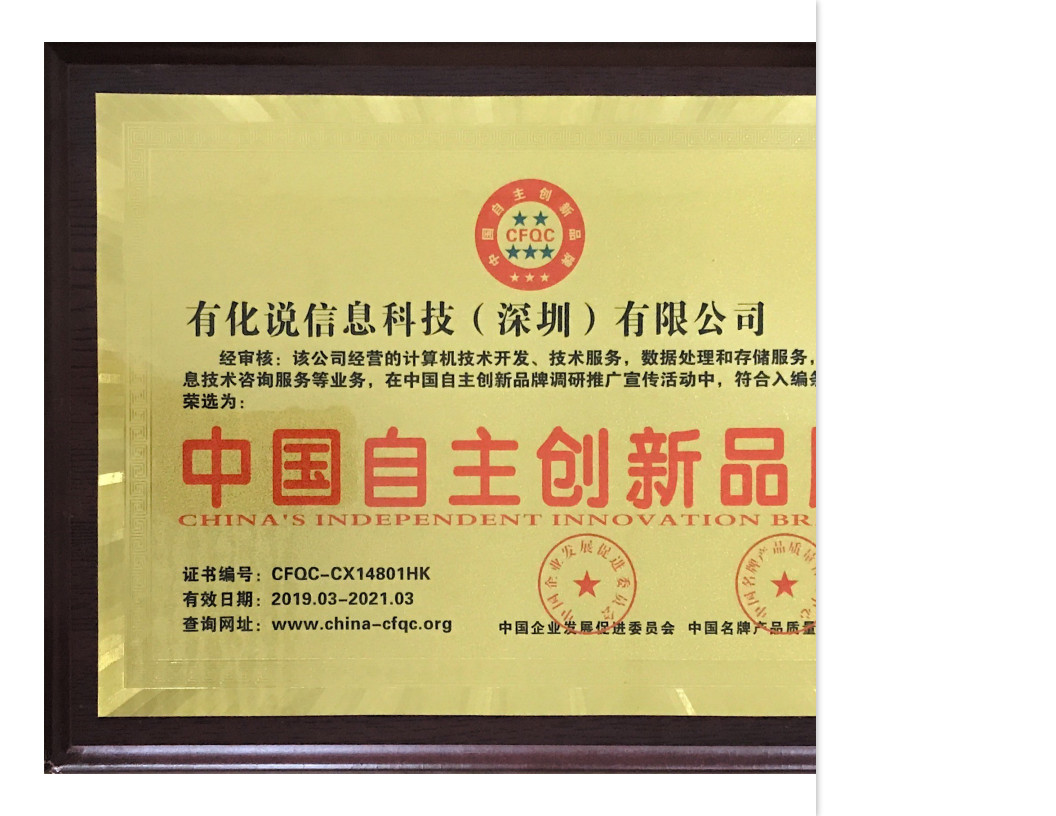 中国自主创新品牌
CFQC
有化说信息科技（深圳）有限公司
经审核：该公司经营的计算机技术开发、技术服务，数据处理和存储服务，
息技术咨询服务等业务，在中国自主创新品牌调研推广宣传活动中，符合入编
荣选为：
中国自主创新品
CHINA'S INDEPENDENT INNOVATION BR
证书编号：CFQC-CX14801HK
有效日期：2019.03-2021.03
查询网址：www.china-cfqc.org
中国企业发展促进委员会
中国名牌产品质量
中国企业发展促进委员会 中国名牌产品质量